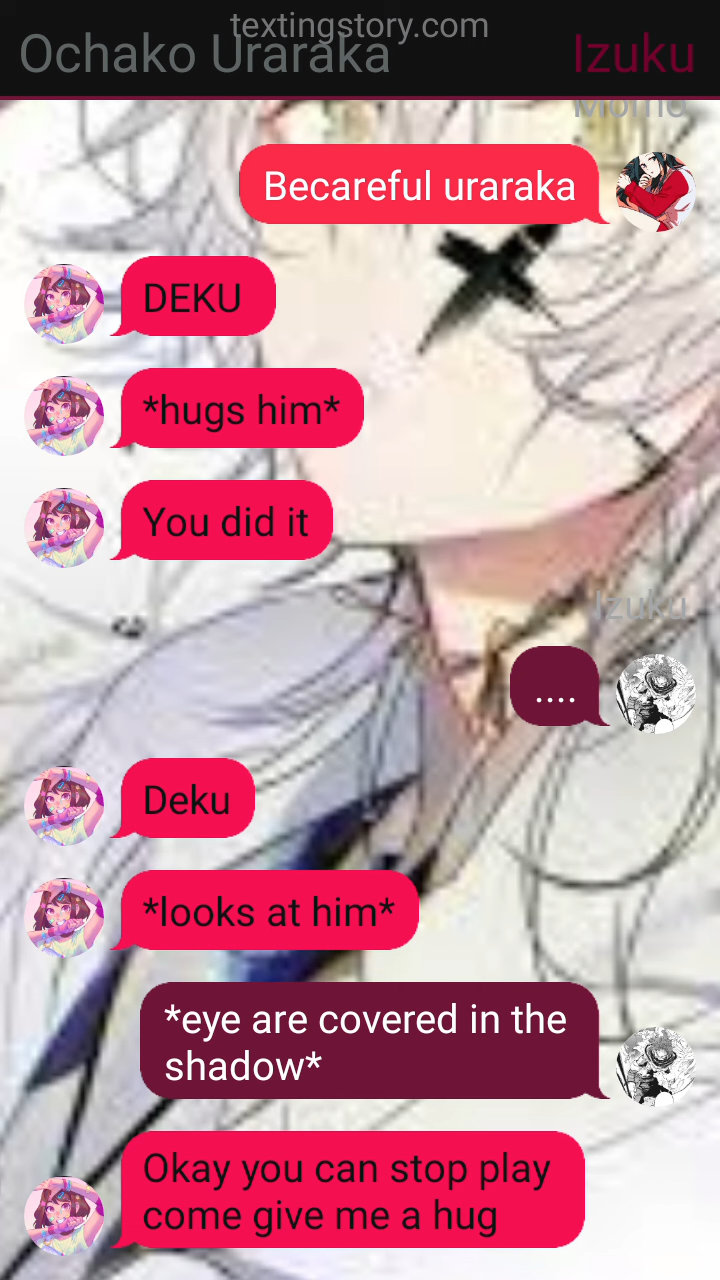 textingstory.com
Ochako Uraraka
Izuku
Momo
Becareful uraraka
DEKU
*hugs him*
You did it
Izuku
....
Deku
*looks at him*
*eye are covered in the
shadow*
Okay you can stop play
come give me a hug